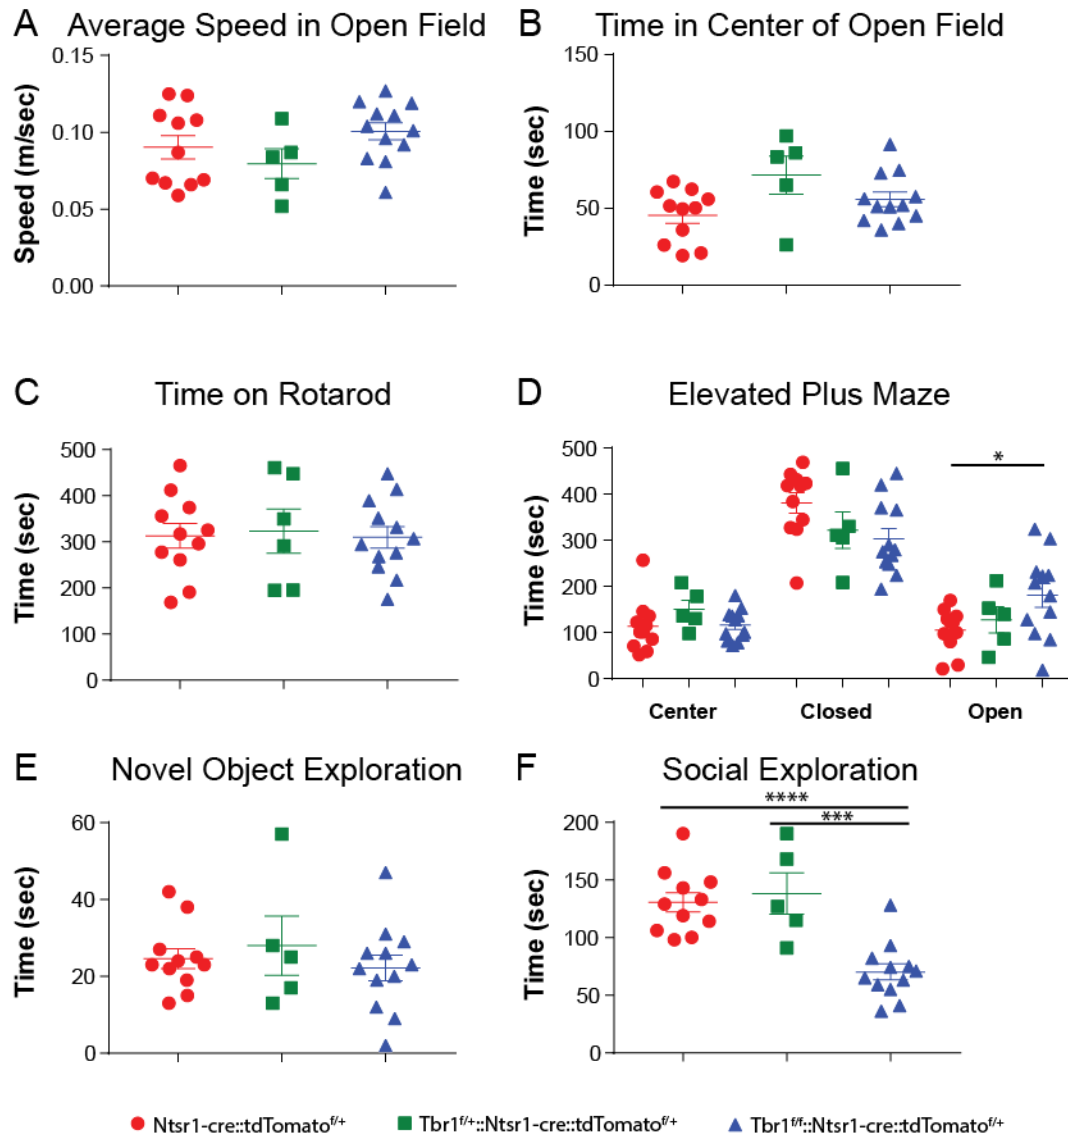 A Average Speed in Open Field
Speed (m/sec)
0.15
0.10
0.05
0.00
B Time in Center of Open Field
Time (sec)
150
100
50
0
C Time on Rotarod
Time (sec)
500
400
300
200
100
0
D Elevated Plus Maze
Time (sec)
500
400
300
200
100
0
*
Center Closed Open
E Novel Object Exploration
Time (sec)
60
40
20
0
F Social Exploration
Time (sec)
200
150
100
50
0
****
***
Ntsr1-cre::tdTomato^f/+ Tbr1^f/+::Ntsr1-cre::tdTomato^f/+ Tbr1^f/f::Ntsr1-cre::tdTomato^f/+